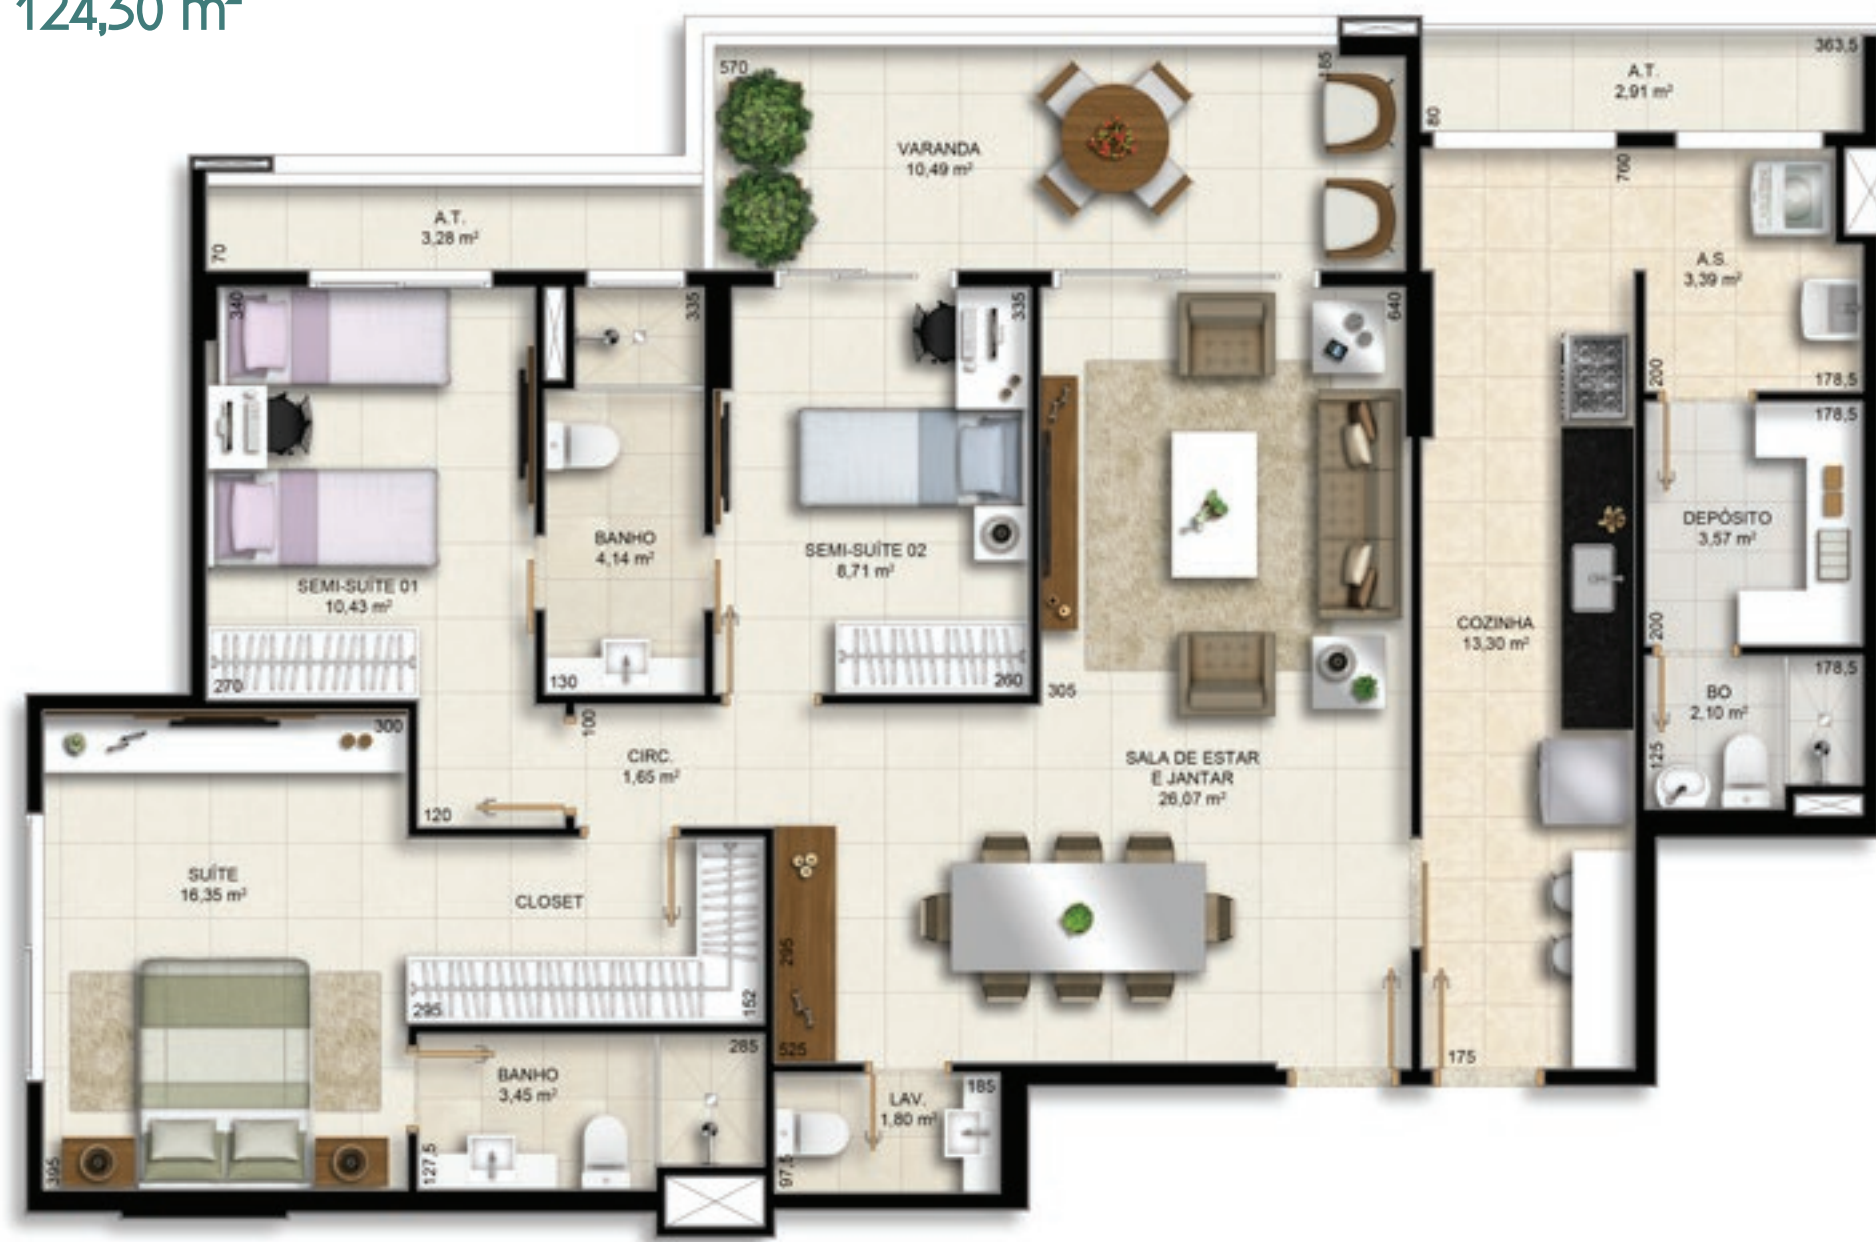 124,30 m²
570
185
363,5
A.T.
2,91 m²
80
VARANDA
10,49 m²
760
A.T.
3,28 m²
70
A.S.
3,39 m²
340
335
335
640
200
178,5
178,5
BANHO
4,14 m²
SEMI-SUÍTE 02
8,71 m²
DEPÓSITO
3,57 m²
SEMI-SUÍTE 01
10,43 m²
COZINHA
13,30 m²
200
270
130
260
305
178,5
BO
2,10 m²
125
300
100
CIRC.
1,65 m²
SALA DE ESTAR
E JANTAR
26,07 m²
120
SUÍTE
16,35 m²
CLOSET
295
295
152
525
285
175
BANHO
3,45 m²
185
LAV.
1,80 m²
395
127,5
97,5